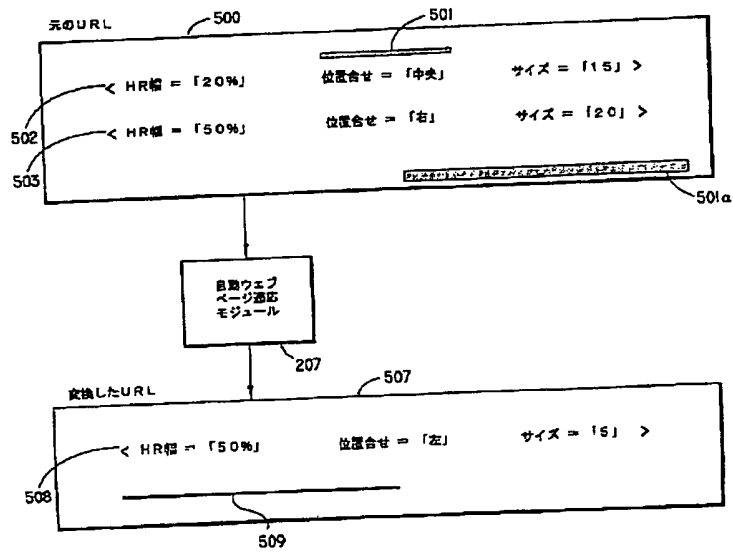 元のURL
500
501
< HR幅 = 「20%」 位置合せ = 「中央」 サイズ = 「15」 >
502
< HR幅 = 「50%」 位置合せ = 「右」 サイズ = 「20」 >
503
501a
自動ウェブ
ページ適応
モジュール
207
変換したURL
507
< HR幅 = 「50%」 位置合せ = 「左」 サイズ = 「5」 >
508
509